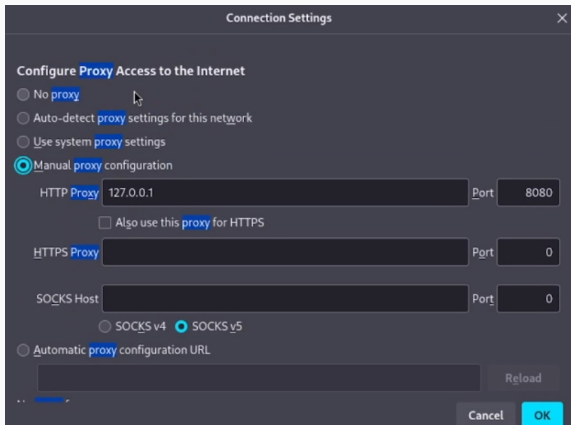 Connection Settings
Configure Proxy Access to the Internet
No proxy
Auto-detect proxy settings for this network
Use system proxy settings
Manual proxy configuration
HTTP Proxy 127.0.0.1 Port 8080
Also use this proxy for HTTPS
HTTPS Proxy Port 0
SOCKS Host Port 0
SOCKS v4 SOCKS v5
Automatic proxy configuration URL
Reload
Cancel OK